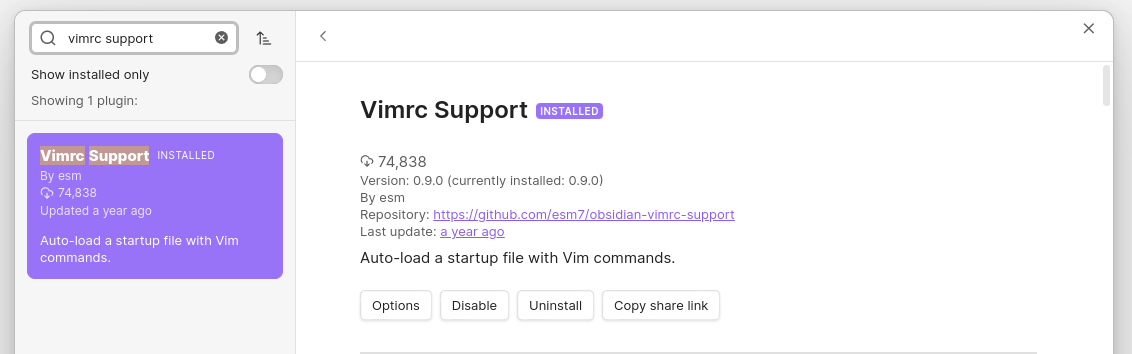 vimrc support
Show installed only
Showing 1 plugin:
Vimrc Support INSTALLED
By esm
74,838
Updated a year ago
Auto-load a startup file with Vim
commands.
Vimrc Support INSTALLED
74,838
Version: 0.9.0 (currently installed: 0.9.0)
By esm
Repository: https://github.com/esm7/obsidian-vimrc-support
Last update: a year ago
Auto-load a startup file with Vim commands.
Options Disable Uninstall Copy share link